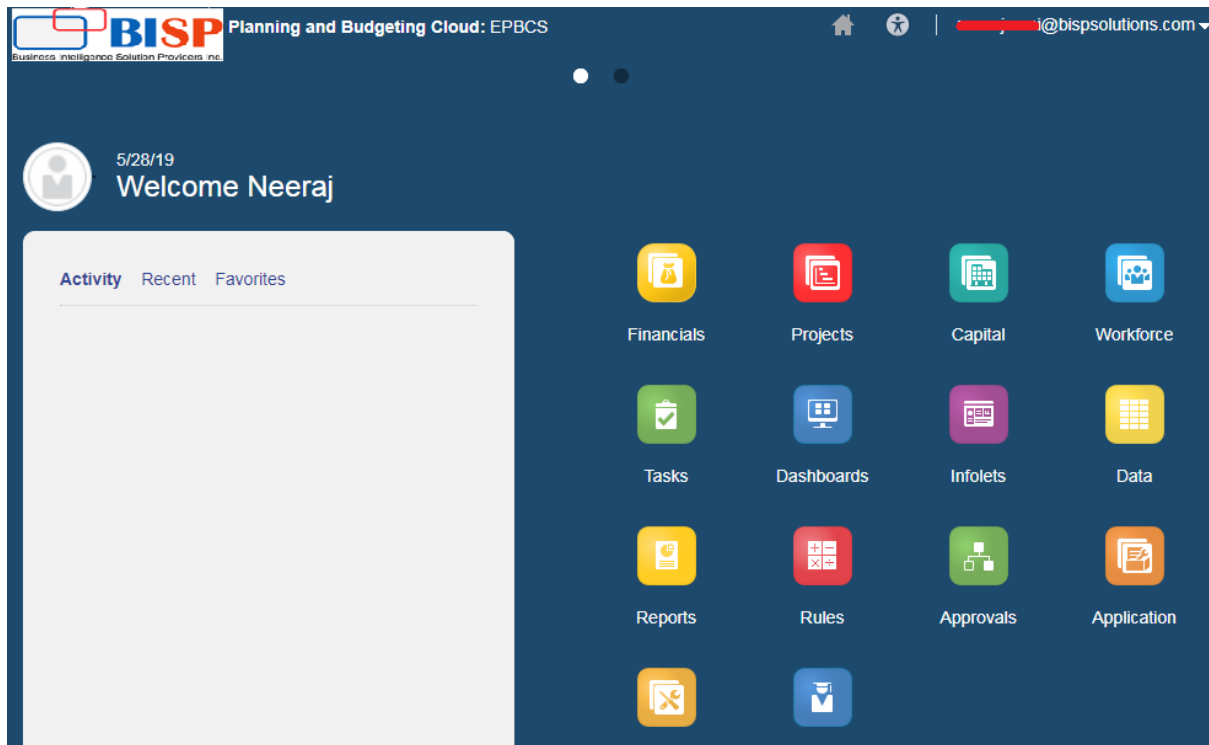 BISP
Business Intelligence Solution Providers Inc.
Planning and Budgeting Cloud: EPBCS
@bispsolutions.com
5/28/19
Welcome Neeraj
Activity Recent Favorites
Financials Projects Capital Workforce
Tasks Dashboards Infolets Data
Reports Rules Approvals Application